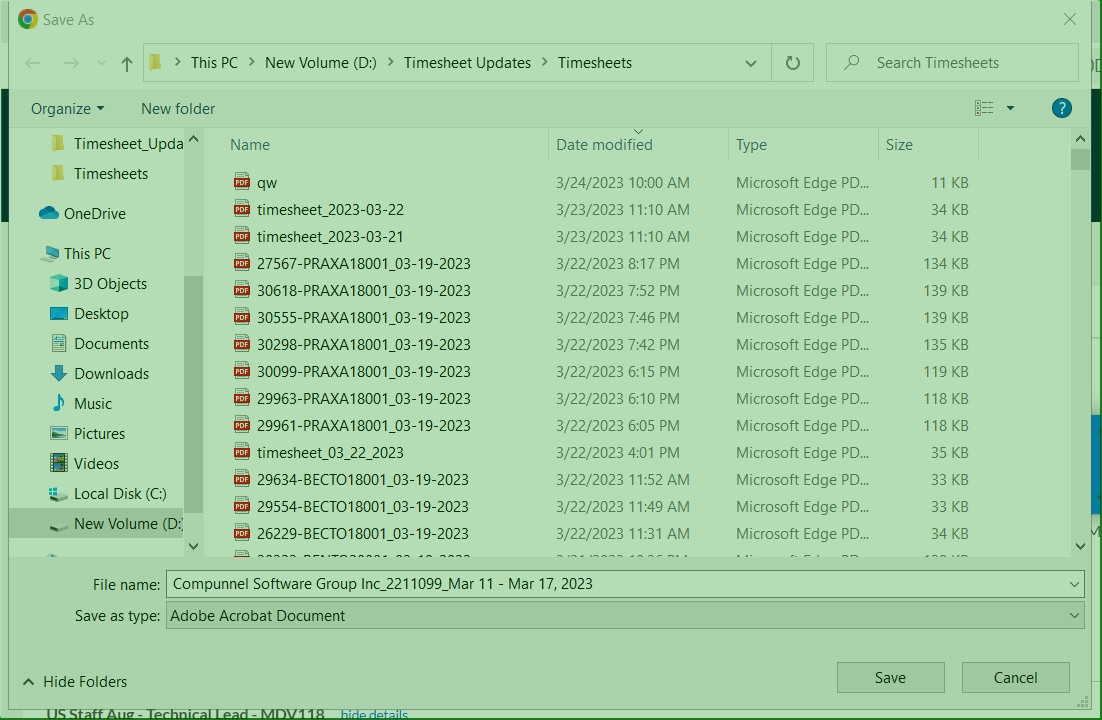 Save As
This PC > New Volume (D:) > Timesheet Updates > Timesheets
Search Timesheets
Organize
New folder
?
Timesheet_Upda
Timesheets
OneDrive
This PC
3D Objects
Desktop
Documents
Downloads
Music
Pictures
Videos
Local Disk (C:)
New Volume (D:)
Name Date modified Type Size
qw 3/24/2023 10:00 AM Microsoft Edge PD... 11 KB
timesheet_2023-03-22 3/23/2023 11:10 AM Microsoft Edge PD... 34 KB
timesheet_2023-03-21 3/23/2023 11:10 AM Microsoft Edge PD... 34 KB
27567-PRAXA18001_03-19-2023 3/22/2023 8:17 PM Microsoft Edge PD... 134 KB
30618-PRAXA18001_03-19-2023 3/22/2023 7:52 PM Microsoft Edge PD... 139 KB
30555-PRAXA18001_03-19-2023 3/22/2023 7:46 PM Microsoft Edge PD... 139 KB
30298-PRAXA18001_03-19-2023 3/22/2023 7:42 PM Microsoft Edge PD... 135 KB
30099-PRAXA18001_03-19-2023 3/22/2023 6:15 PM Microsoft Edge PD... 119 KB
29963-PRAXA18001_03-19-2023 3/22/2023 6:10 PM Microsoft Edge PD... 118 KB
29961-PRAXA18001_03-19-2023 3/22/2023 6:05 PM Microsoft Edge PD... 118 KB
timesheet_03_22_2023 3/22/2023 4:01 PM Microsoft Edge PD... 35 KB
29634-BECTO18001_03-19-2023 3/22/2023 11:52 AM Microsoft Edge PD... 33 KB
29554-BECTO18001_03-19-2023 3/22/2023 11:49 AM Microsoft Edge PD... 33 KB
26229-BECTO18001_03-19-2023 3/22/2023 11:31 AM Microsoft Edge PD... 34 KB
File name: Compunnel Software Group Inc_2211099_Mar 11 - Mar 17, 2023
Save as type: Adobe Acrobat Document
Hide Folders
Save
Cancel
US Staff Aug - Technical Lead - MDV118 hide details